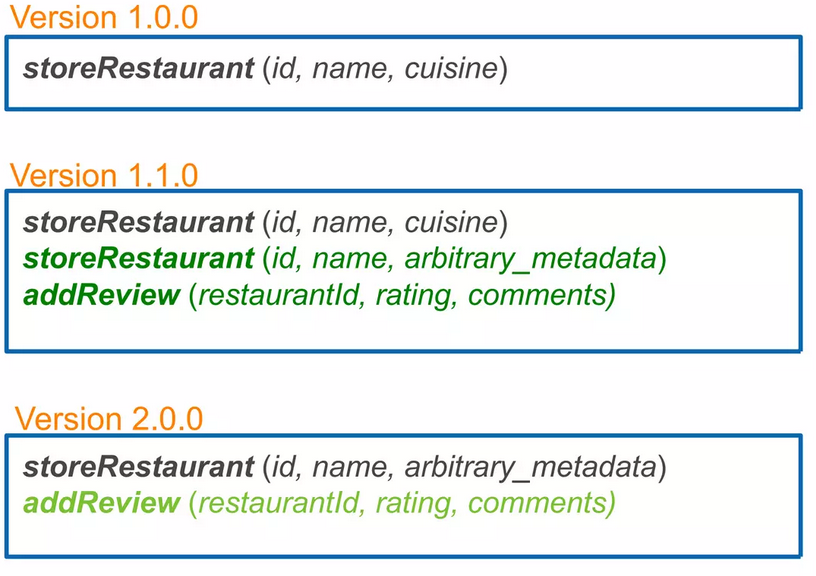 Version 1.0.0
storeRestaurant (id, name, cuisine)
Version 1.1.0
storeRestaurant (id, name, cuisine)
storeRestaurant (id, name, arbitrary_metadata)
addReview (restaurantId, rating, comments)
Version 2.0.0
storeRestaurant (id, name, arbitrary_metadata)
addReview (restaurantId, rating, comments)